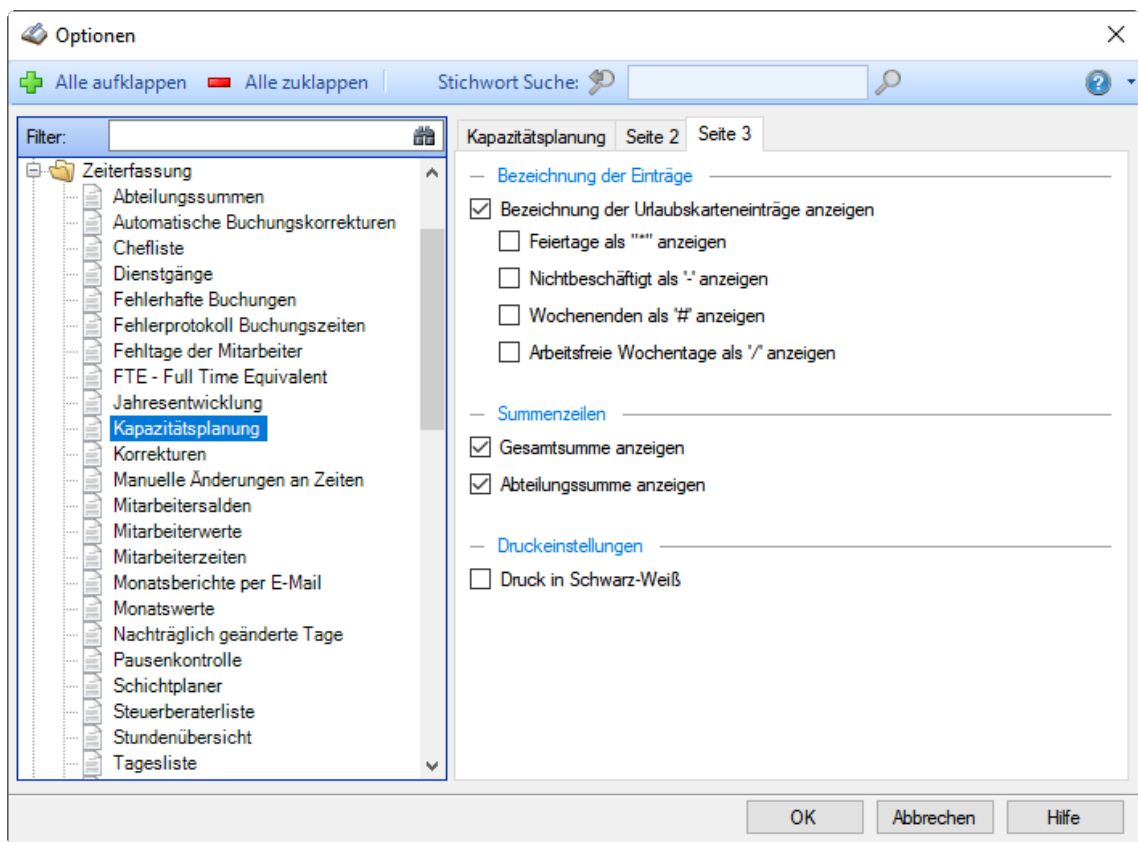 Optionen
Alle aufklappen Alle zuklappen Stichwort Suche:
Filter:
Zeiterfassung
Abteilungssummen
Automatische Buchungskorrekturen
Chefliste
Dienstgänge
Fehlerhafte Buchungen
Fehlerprotokoll Buchungszeiten
Fehltage der Mitarbeiter
FTE - Full Time Equivalent
Jahresentwicklung
Kapazitätsplanung
Korrekturen
Manuelle Änderungen an Zeiten
Mitarbeitersalden
Mitarbeiterwerte
Mitarbeiterzeiten
Monatsberichte per E-Mail
Monatswerte
Nachträglich geänderte Tage
Pausenkontrolle
Schichtplaner
Steuerberaterliste
Stundenübersicht
Tagesliste
Kapazitätsplanung Seite 2 Seite 3
Bezeichnung der Einträge
Bezeichnung der Urlaubskarteneinträge anzeigen
Feiertage als "*" anzeigen
Nichtbeschäftigt als '-' anzeigen
Wochenenden als '#' anzeigen
Arbeitsfreie Wochentage als '/' anzeigen
Summenzeilen
Gesamtsumme anzeigen
Abteilungssumme anzeigen
Druckeinstellungen
Druck in Schwarz-Weiß
OK Abbrechen Hilfe